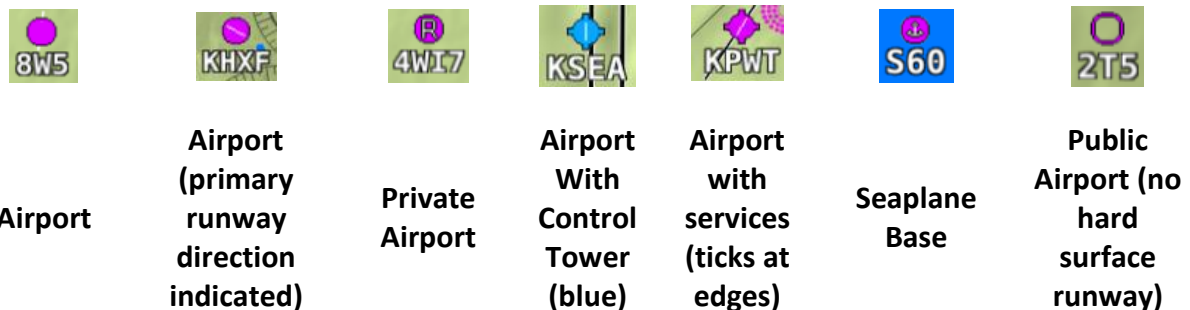 8W5
KHXF
R
4WI7
KSEA
KPWT
S60
2T5
Airport
Airport
(primary
runway
direction
indicated)
Private
Airport
Airport
With
Control
Tower
(blue)
Airport
with
services
(ticks at
edges)
Seaplane
Base
Public
Airport (no
hard
surface
runway)